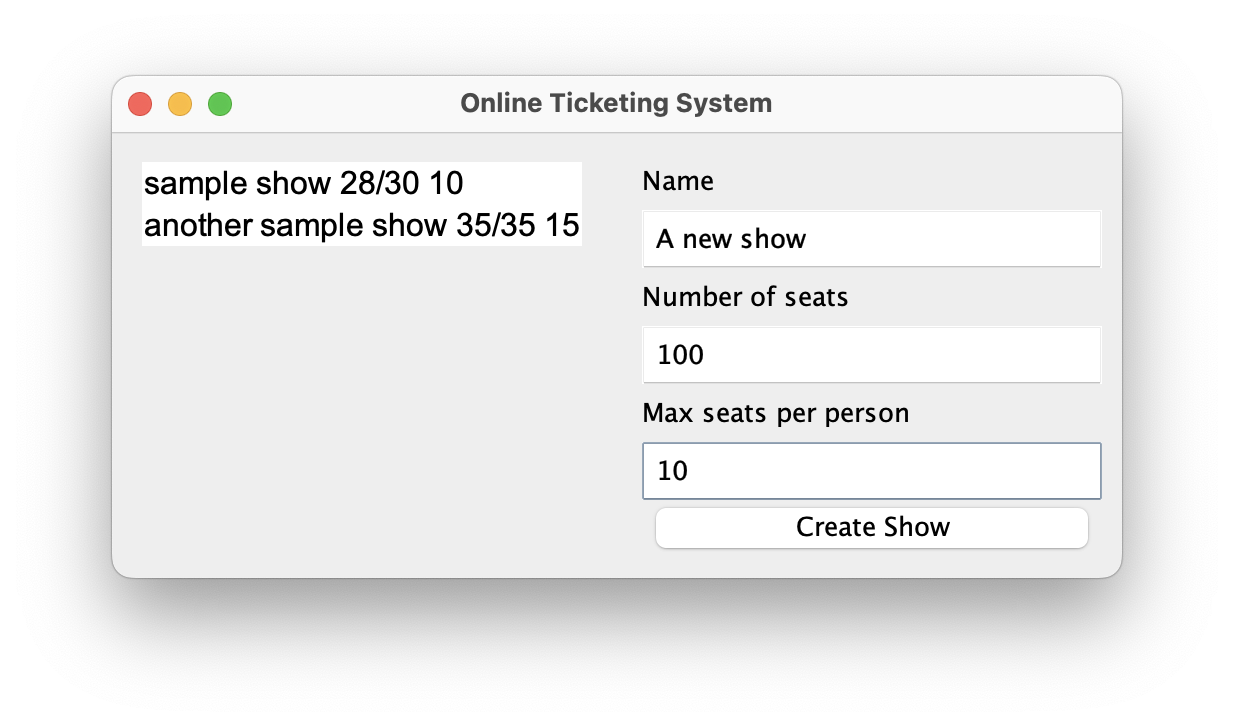 Online Ticketing System
sample show 28/30 10
another sample show 35/35 15
Name
A new show
Number of seats
100
Max seats per person
10
Create Show